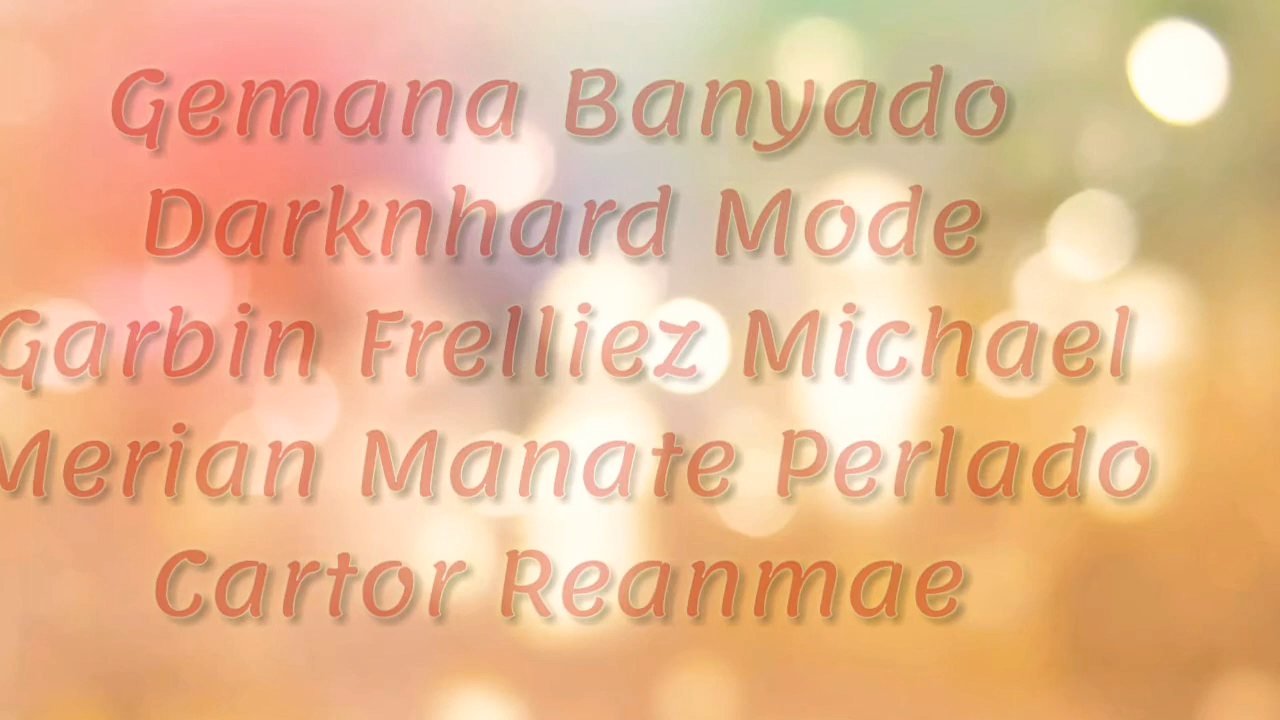 Gemana Banyado
Darknhard Mode
Garbin Frelliez Michael
Merian Manate Perlado
Cartor Reanmae